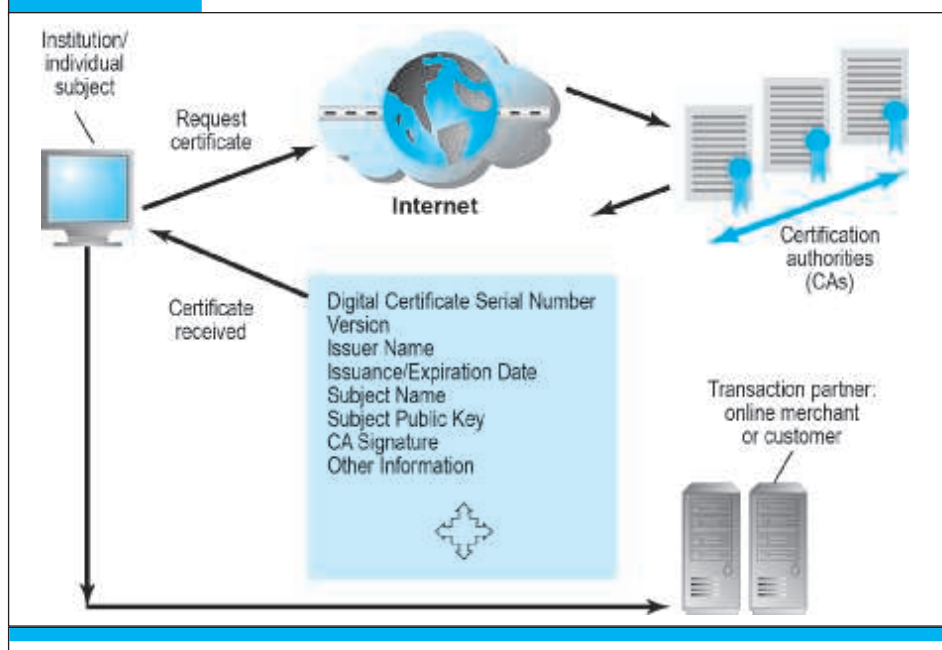 Institution/
individual
subject
Request
certificate
Internet
Certification
authorities
(CAs)
Certificate
received
Digital Certificate Serial Number
Version
Issuer Name
Issuance/Expiration Date
Subject Name
Subject Public Key
CA Signature
Other Information
Transaction partner:
online merchant
or customer